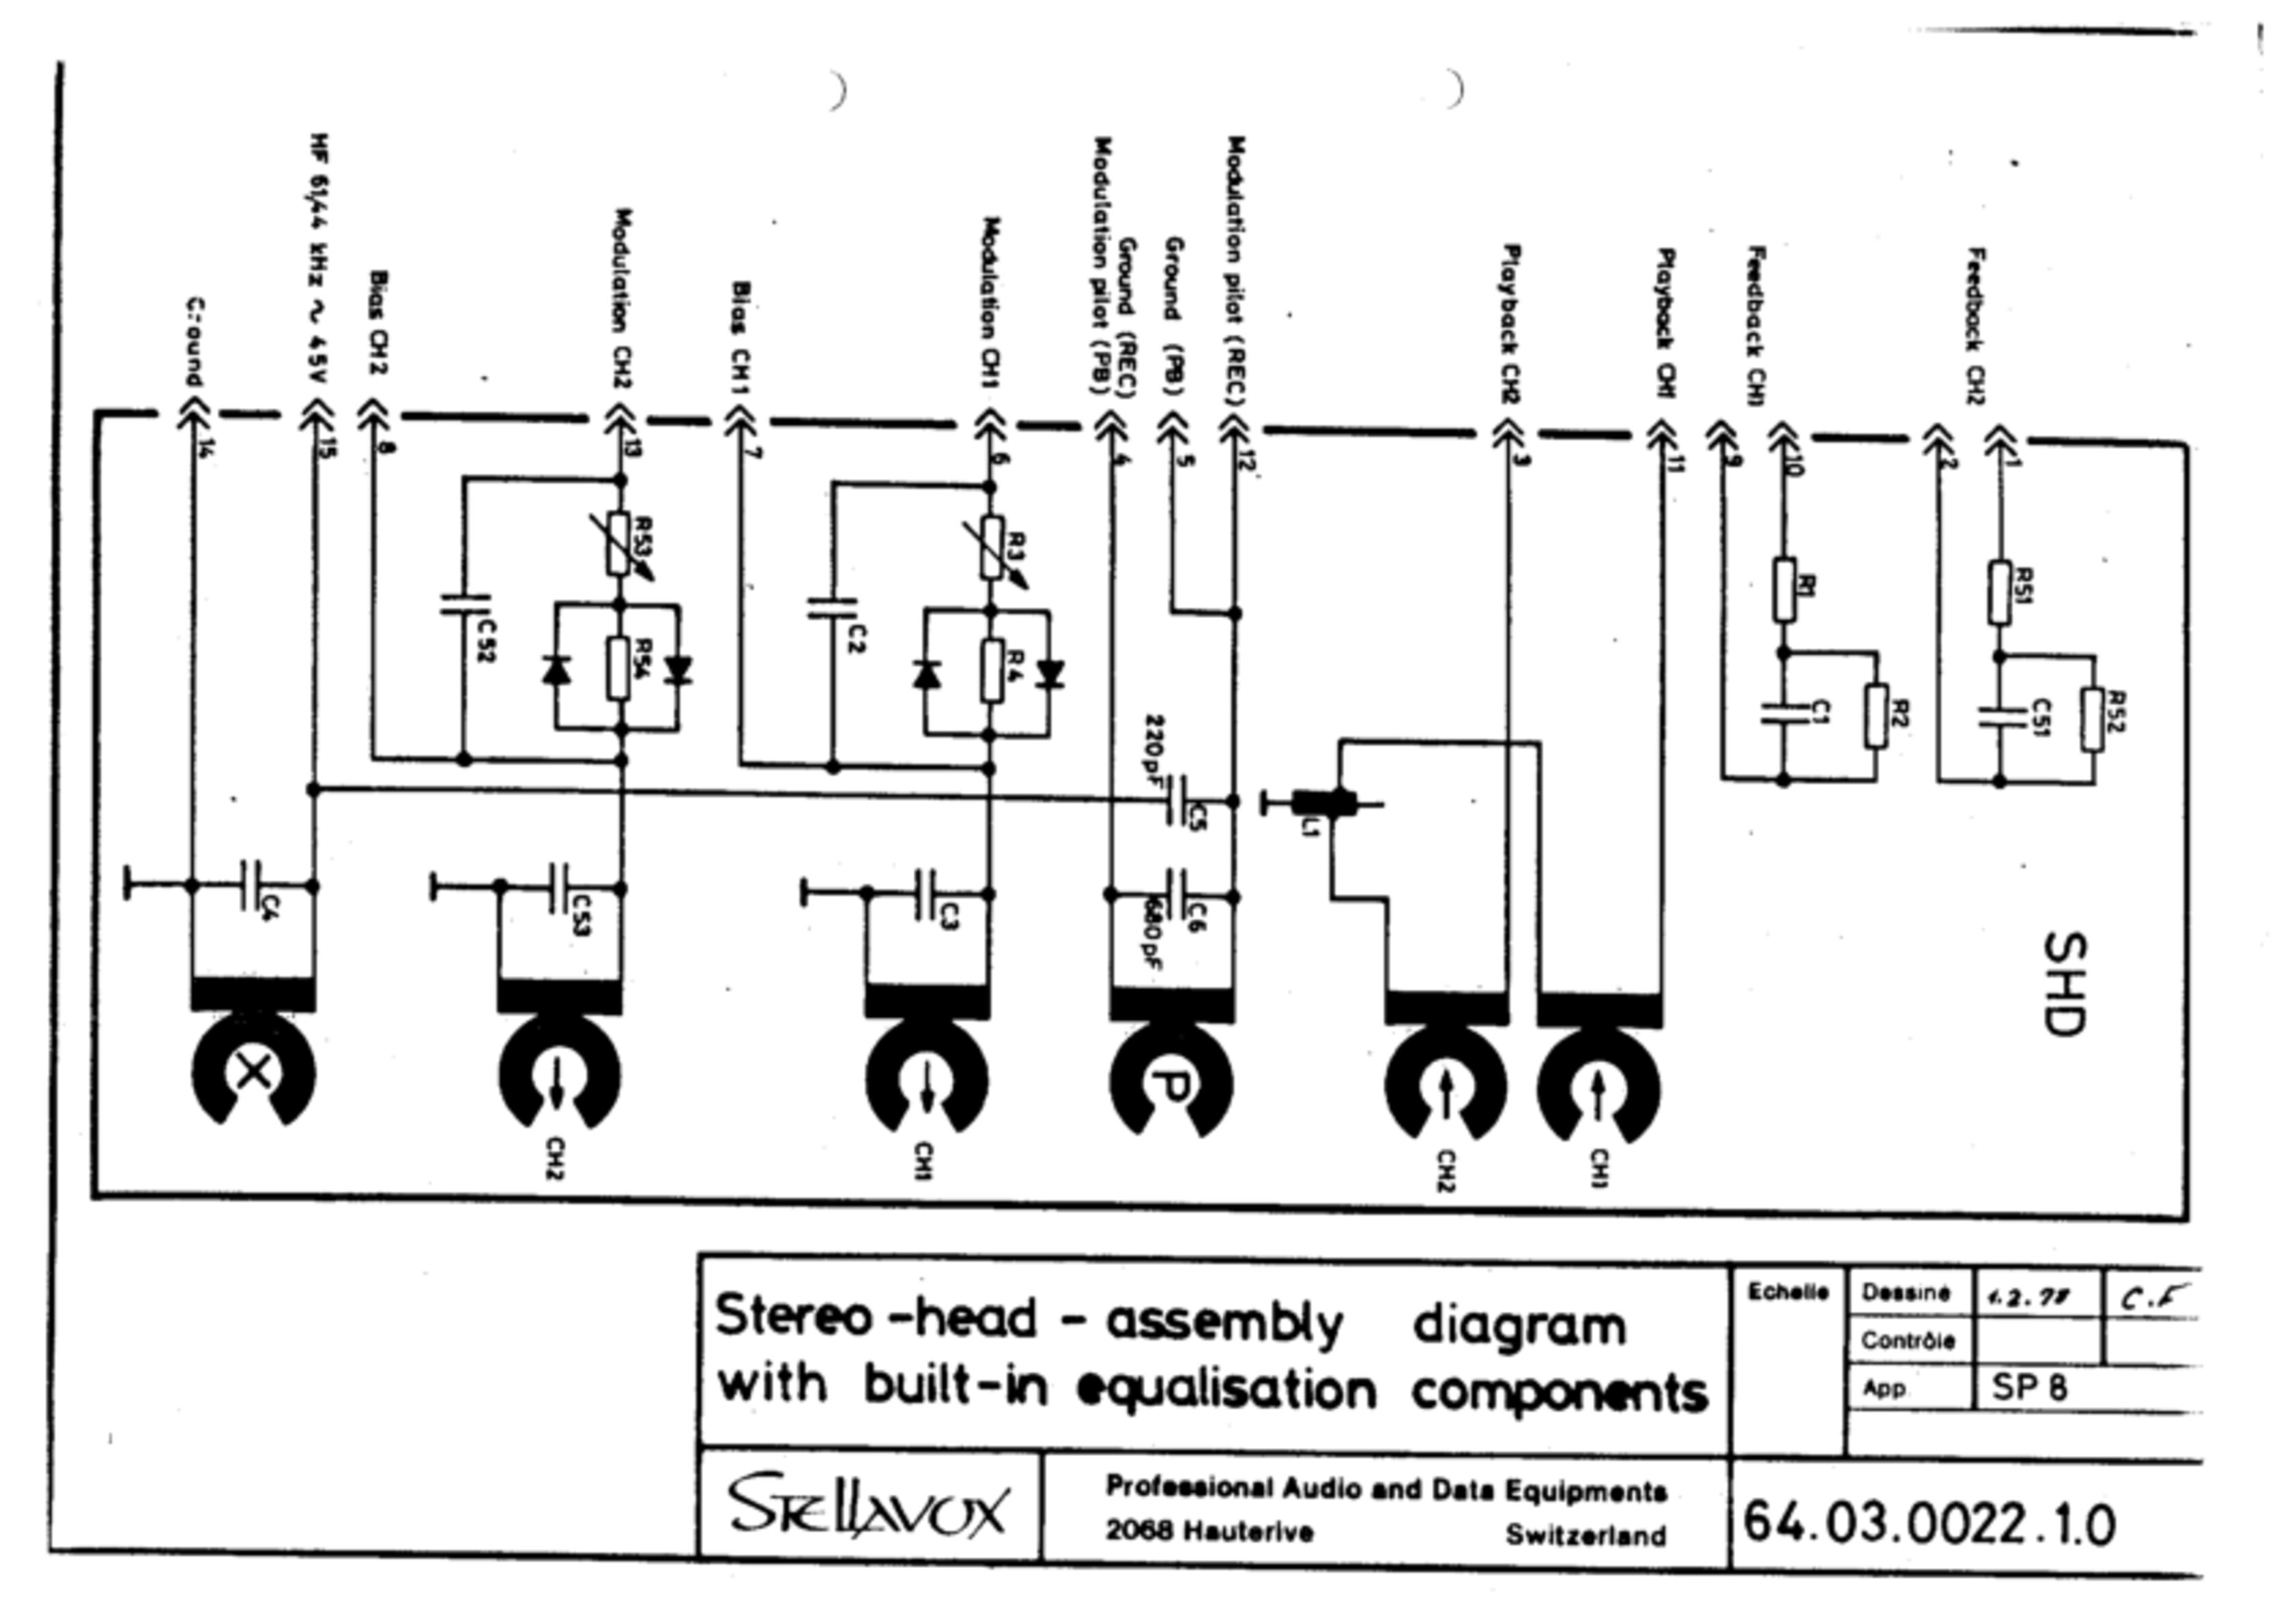 Ground
HF 61,44 kHz ~ 45V
Bias CH2
Modulation CH2
Bias CH1
Modulation CH1
Modulation pilot (PB)
Ground (REC)
Ground (PB)
Modulation pilot (REC)
Playback CH2
Playback CH1
Feedback CH1
Feedback CH2
14
15
8
13
7
6
4
5
12
3
11
9
10
2
1
R53
R3
R1
R51
C52
R54
C2
R4
220pF
C5
L1
C1
R2
C51
R52
C4
C53
C3
680pF
C6
SHD
X
P
CH2
CH1
CH2
CH1
Stereo-head-assembly diagram
with built-in equalisation components
Echelle
Dessiné
1.2.78
C.F
Contrôle
App
SP 8
STELLAVOX
Professional Audio and Data Equipments
2068 Hauterive Switzerland
64.03.0022.1.0